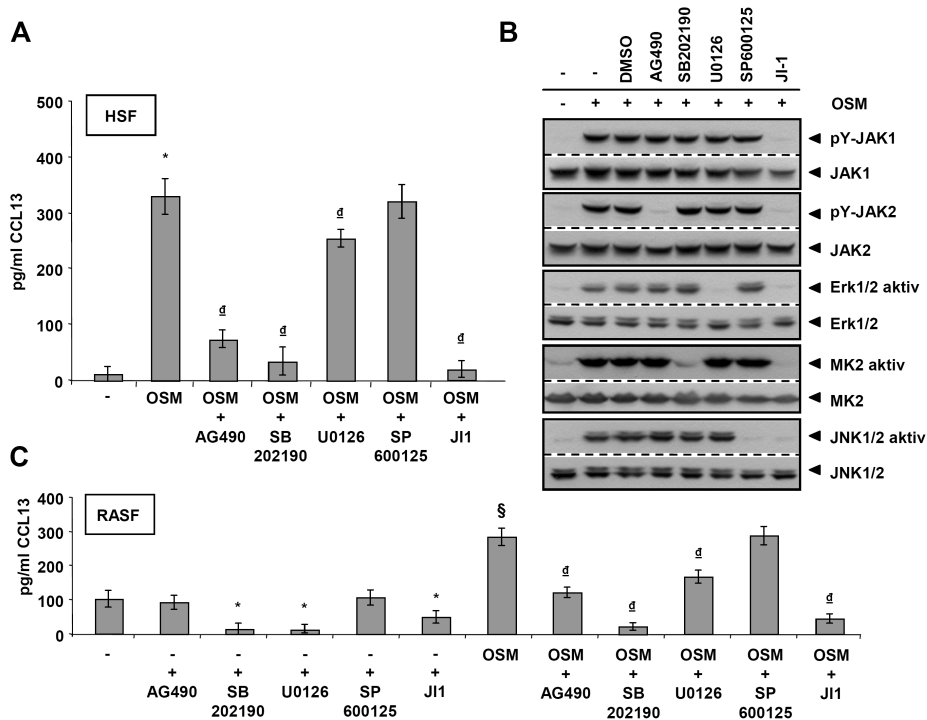 A
HSF
pg/ml CCL13
500
400
300
200
100
0
*
đ
đ
đ
đ
- OSM OSM OSM OSM OSM OSM
+ + + + +
AG490 SB U0126 SP JI1
202190 600125
B
- - DMSO AG490 SB202190 U0126 SP600125 JI-1
- + + + + + + + OSM
pY-JAK1
JAK1
pY-JAK2
JAK2
Erk1/2 aktiv
Erk1/2
MK2 aktiv
MK2
JNK1/2 aktiv
JNK1/2
C
RASF
pg/ml CCL13
400
300
200
100
0
* * * § đ đ đ đ
- - - - - - OSM OSM OSM OSM OSM OSM
+ + + + + + + + + +
AG490 SB U0126 SP JI1 AG490 SB U0126 SP JI1
202190 600125 202190 600125